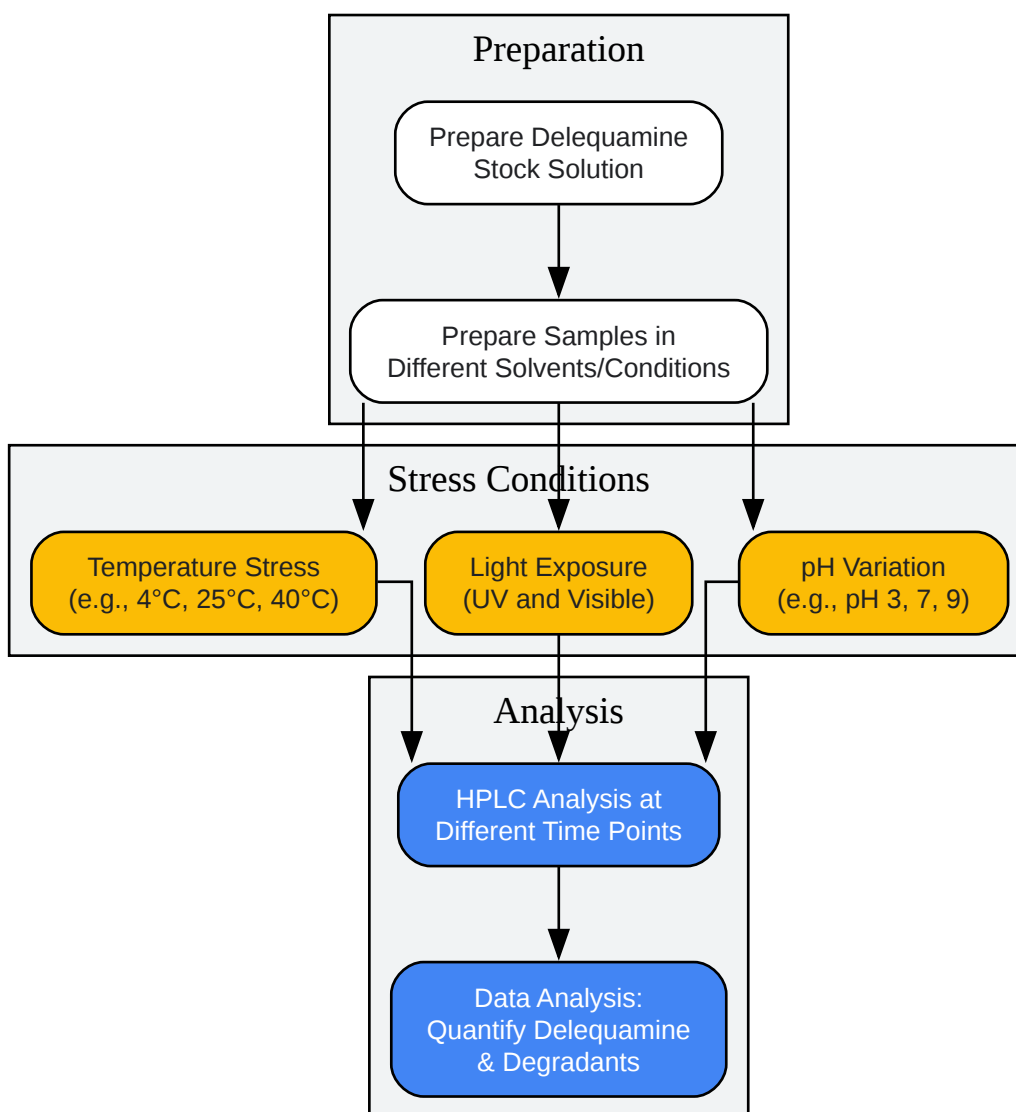 Preparation
Prepare Delequamine
Stock Solution
Prepare Samples in
Different Solvents/Conditions
Stress Conditions
Temperature Stress
(e.g., 4°C, 25°C, 40°C)
Light Exposure
(UV and Visible)
pH Variation
(e.g., pH 3, 7, 9)
Analysis
HPLC Analysis at
Different Time Points
Data Analysis:
Quantify Delequamine
& Degradants